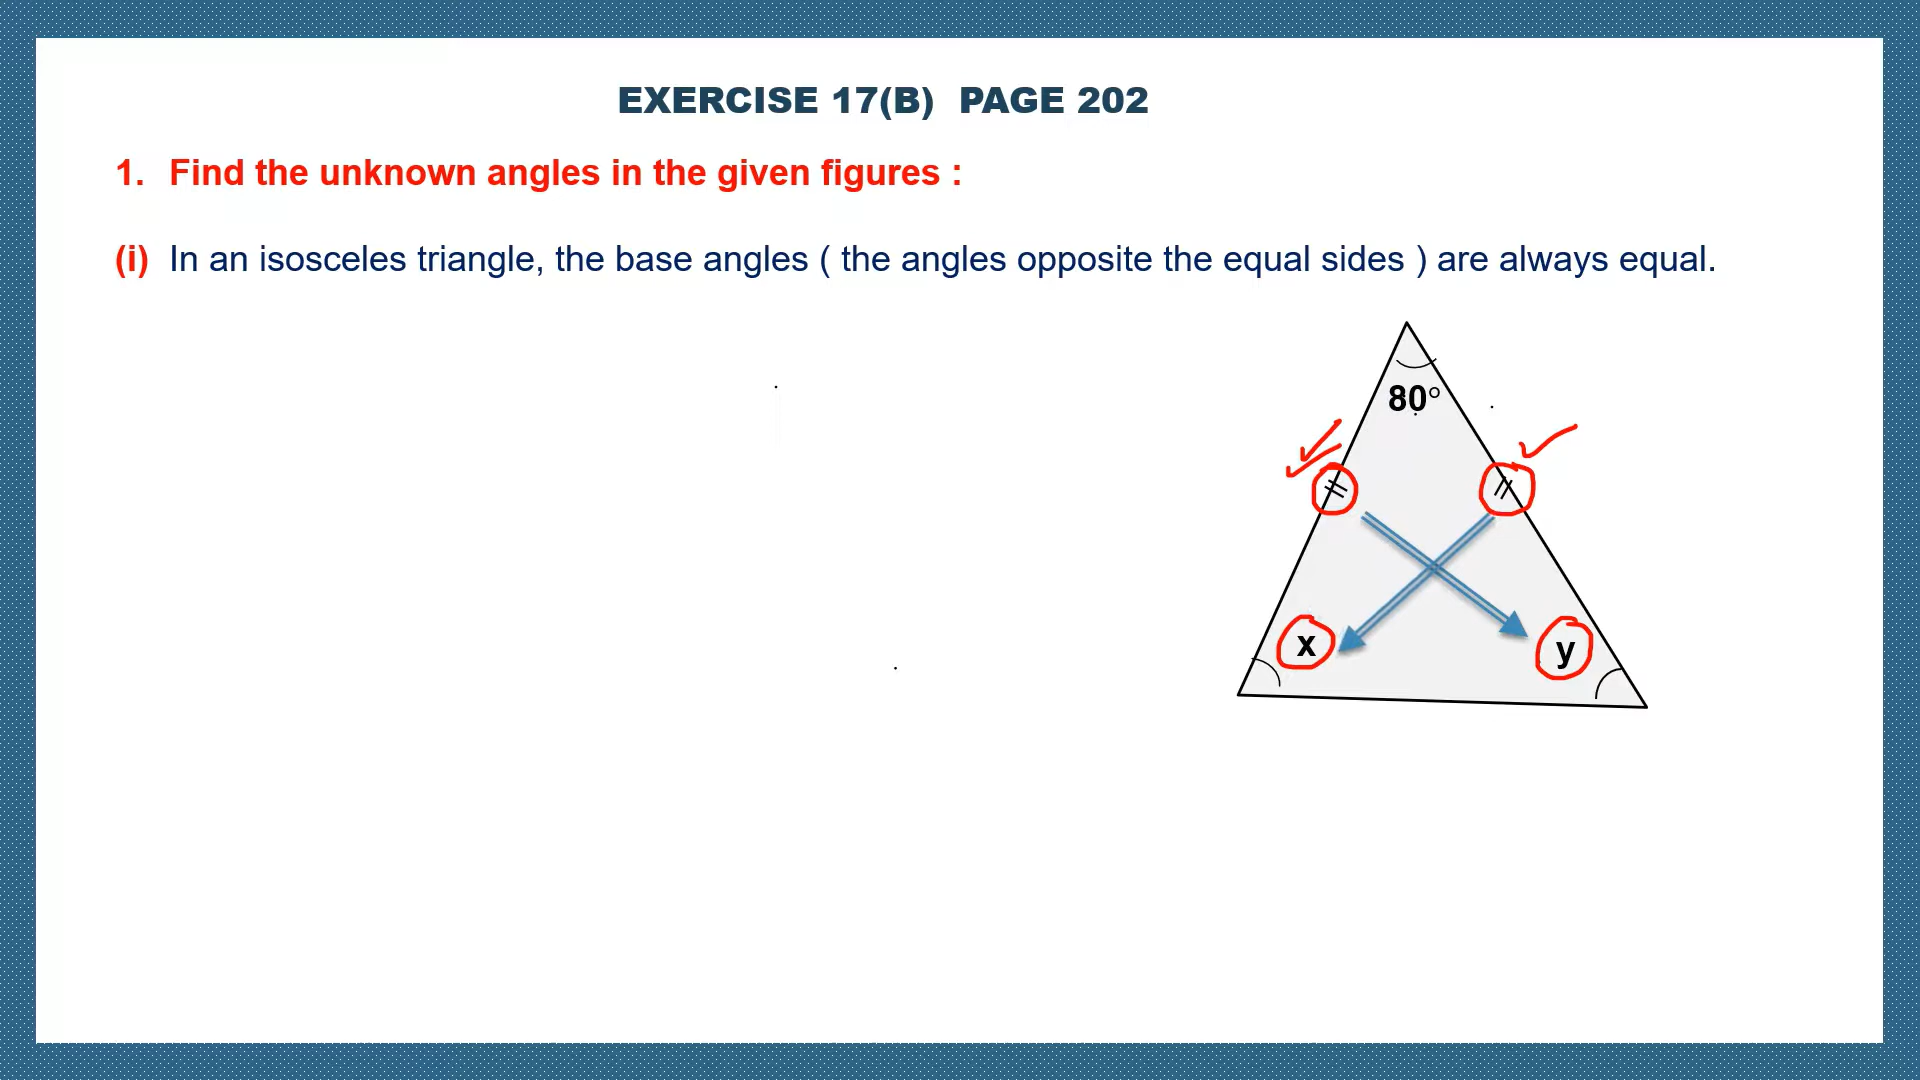 EXERCISE 17(B) PAGE 202
1. Find the unknown angles in the given figures :
(i) In an isosceles triangle, the base angles ( the angles opposite the equal sides ) are always equal.
80°
x
y